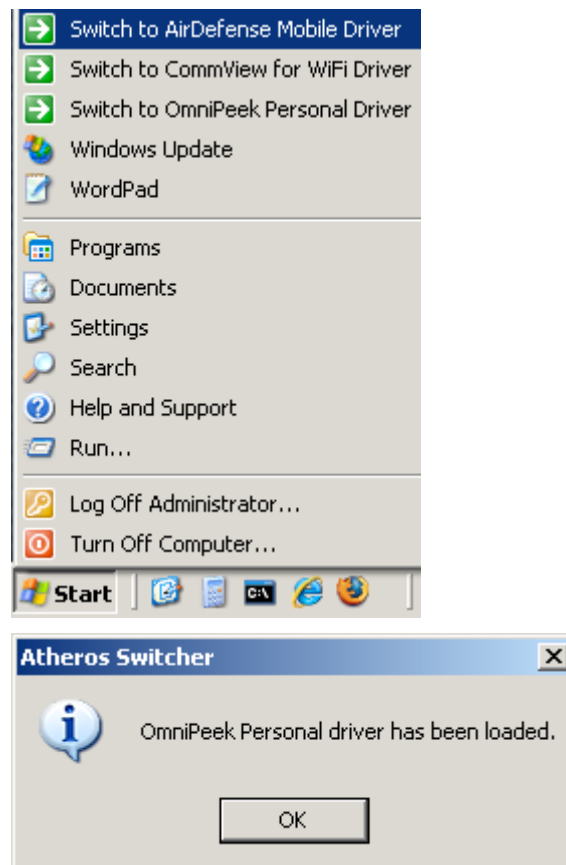 Switch to AirDefense Mobile Driver
Switch to CommView for WiFi Driver
Switch to OmniPeek Personal Driver
Windows Update
WordPad
Programs
Documents
Settings
Search
Help and Support
Run...
Log Off Administrator...
Turn Off Computer...
Start
Atheros Switcher
OmniPeek Personal driver has been loaded.
OK